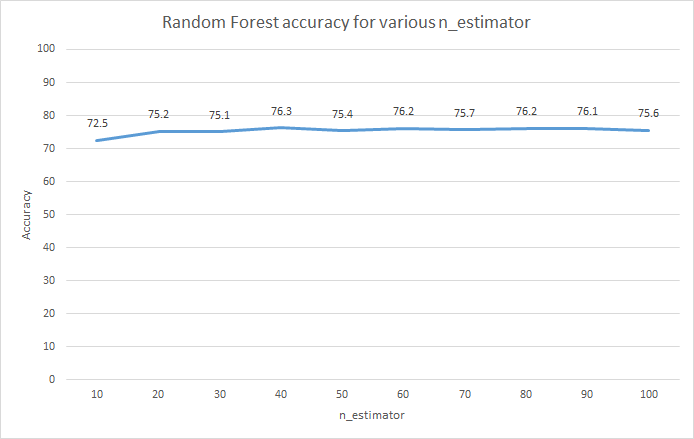 Random Forest accuracy for various n_estimator
100
90
80
70
60
50
40
30
20
10
0
Accuracy
72.5 75.2 75.1 76.3 75.4 76.2 75.7 76.2 76.1 75.6
10 20 30 40 50 60 70 80 90 100
n_estimator